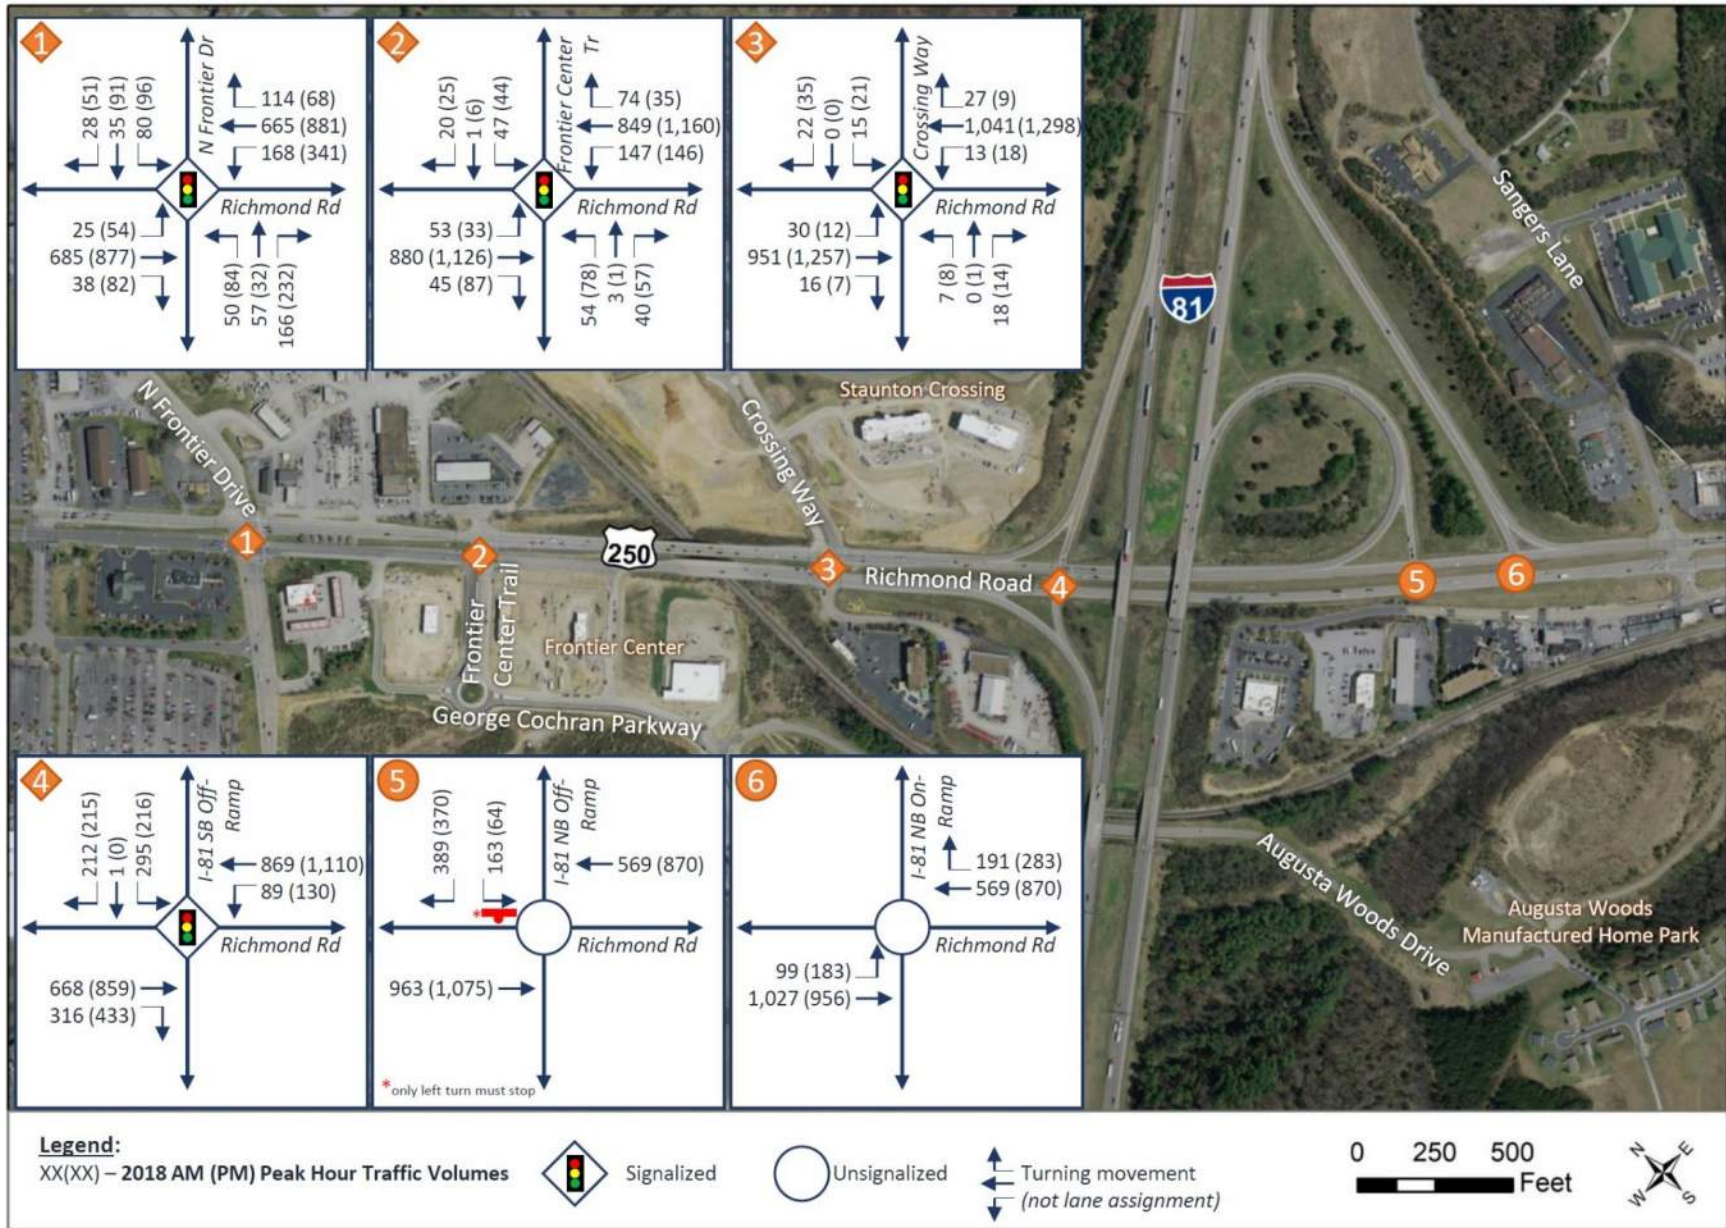 1
N Frontier Dr
28 (51)
35 (91)
80 (96)
114 (68)
665 (881)
168 (341)
Richmond Rd
25 (54)
685 (877)
38 (82)
50 (84)
57 (32)
166 (232)
2
Frontier Center
Tr
20 (25)
1 (6)
47 (44)
74 (35)
849 (1,160)
147 (146)
Richmond Rd
53 (33)
880 (1,126)
45 (87)
54 (78)
3 (1)
40 (57)
3
Crossing Way
22 (35)
0 (0)
15 (21)
27 (9)
1,041 (1,298)
13 (18)
Richmond Rd
30 (12)
951 (1,257)
16 (7)
7 (8)
0 (1)
18 (14)
81
Sangers Lane
N Frontier Drive
Crossing Way
Staunton Crossing
1
2
250
3
Richmond Road
4
5
6
Frontier
Center Trail
Frontier Center
George Cochran Parkway
Augusta Woods Drive
Augusta Woods
Manufactured Home Park
4
I-81 SB Off-
Ramp
212 (215)
1 (0)
295 (216)
869 (1,110)
89 (130)
Richmond Rd
668 (859)
316 (433)
5
I-81 NB Off-
Ramp
389 (370)
163 (64)
569 (870)
*
Richmond Rd
963 (1,075)
*only left turn must stop
6
I-81 NB On-
Ramp
191 (283)
569 (870)
Richmond Rd
99 (183)
1,027 (956)
Legend:
XX(XX) – 2018 AM (PM) Peak Hour Traffic Volumes
Signalized
Unsignalized
Turning movement
(not lane assignment)
0 250 500
Feet
N
E
W
S